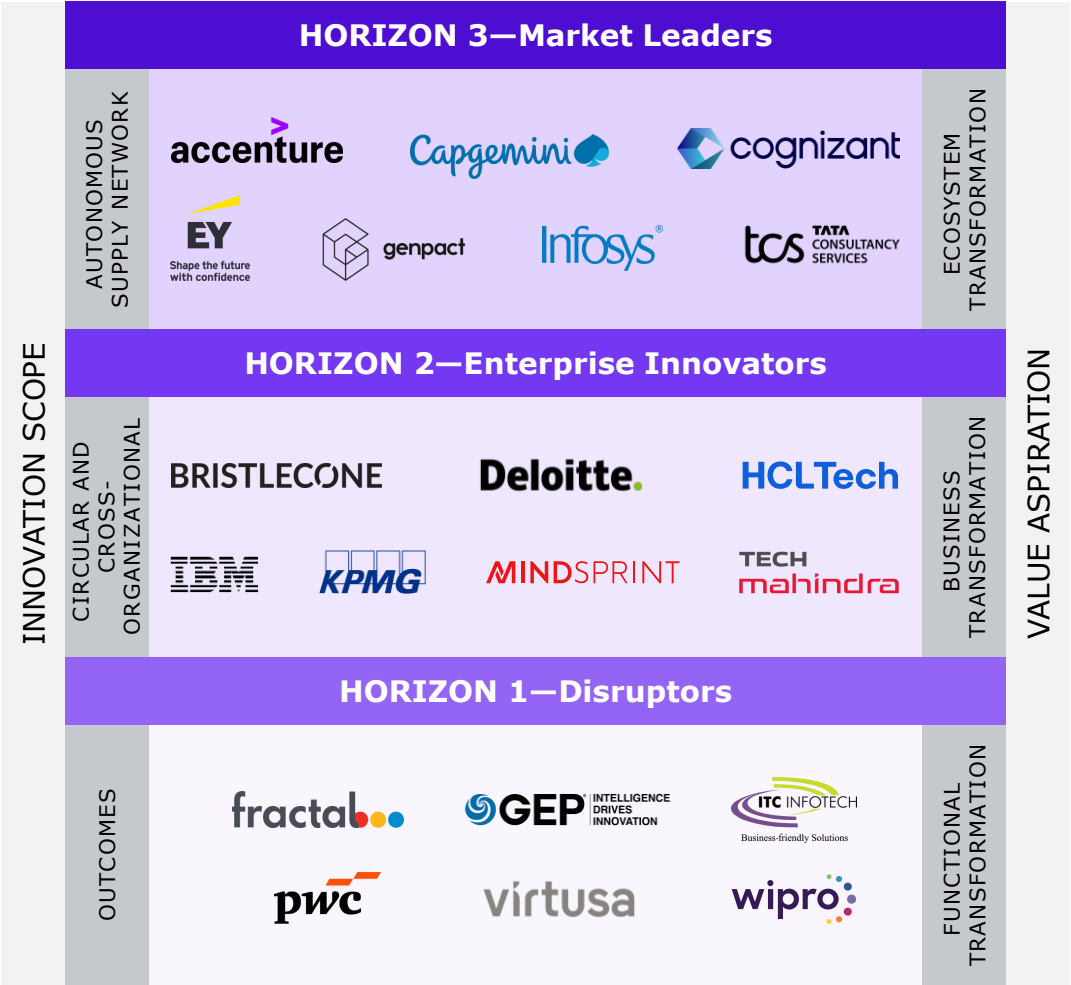 HORIZON 3—Market Leaders
INNOVATION SCOPE
VALUE ASPIRATION
AUTONOMOUS
SUPPLY NETWORK
accenture
Capgemini
cognizant
EY
Shape the future
with confidence
genpact
Infosys®
tcs TATA
CONSULTANCY
SERVICES
ECOSYSTEM
TRANSFORMATION
HORIZON 2—Enterprise Innovators
CIRCULAR AND
CROSS-
ORGANIZATIONAL
BRISTLECONE
Deloitte.
HCLTech
IBM
KPMG
MINDSPRINT
TECH
mahindra
BUSINESS
TRANSFORMATION
HORIZON 1—Disruptors
OUTCOMES
fractal
GEP® INTELLIGENCE
DRIVES
INNOVATION
ITC INFOTECH
Business-friendly Solutions
pwc
virtusa
wipro
FUNCTIONAL
TRANSFORMATION